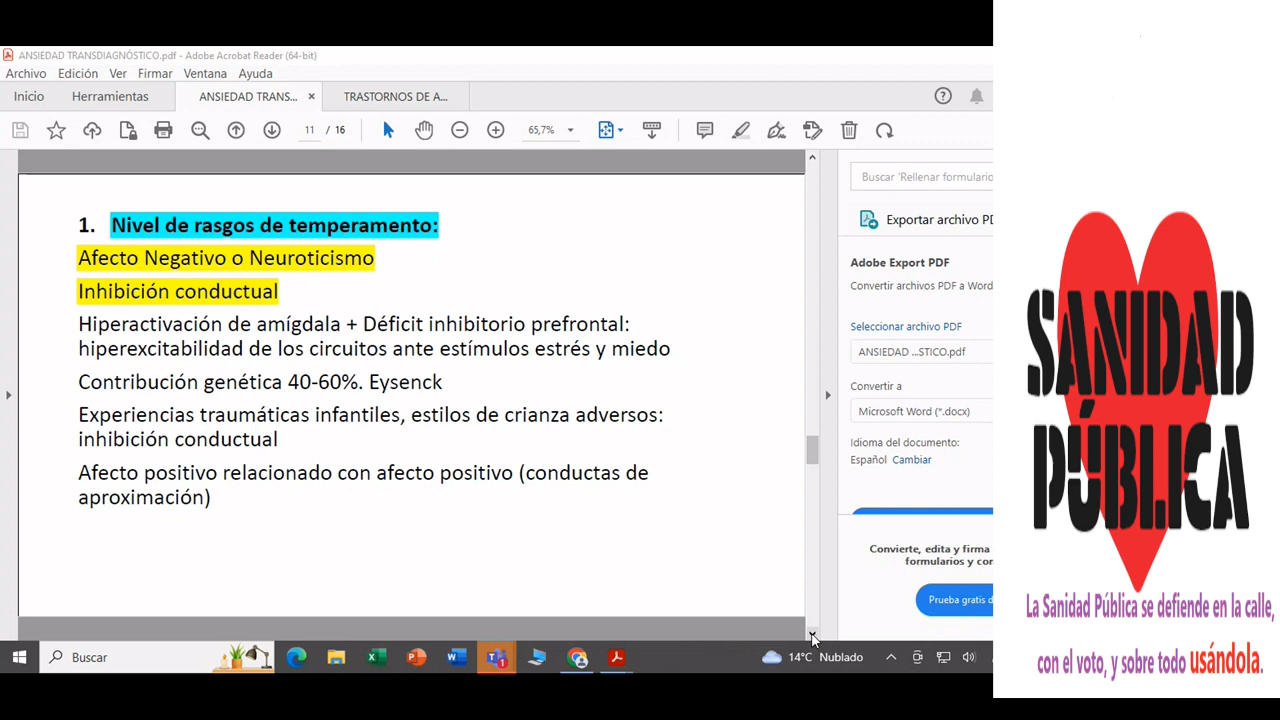 ANSIEDAD TRANSDIAGNÓSTICO.pdf - Adobe Acrobat Reader (64-bit)
Archivo Edición Ver Firmar Ventana Ayuda
Inicio Herramientas ANSIEDAD TRANS... × TRASTORNOS DE A...
11 / 16 65,7%
1. Nivel de rasgos de temperamento:
Afecto Negativo o Neuroticismo
Inhibición conductual
Hiperactivación de amígdala + Déficit inhibitorio prefrontal:
hiperexcitabilidad de los circuitos ante estímulos estrés y miedo
Contribución genética 40-60%. Eysenck
Experiencias traumáticas infantiles, estilos de crianza adversos:
inhibición conductual
Afecto positivo relacionado con afecto positivo (conductas de
aproximación)
Buscar 'Rellenar formulario
Exportar archivo PD
Adobe Export PDF
Convertir archivos PDF a Word
Seleccionar archivo PDF
ANSIEDAD ...STICO.pdf
Convertir a
Microsoft Word (*.docx)
Idioma del documento:
Español Cambiar
Convierte, edita y firma
formularios y con
Prueba gratis d
Buscar
14°C Nublado
SANIDAD
PÚBLICA
La Sanidad Pública se defiende en la calle,
con el voto, y sobre todo usándola.